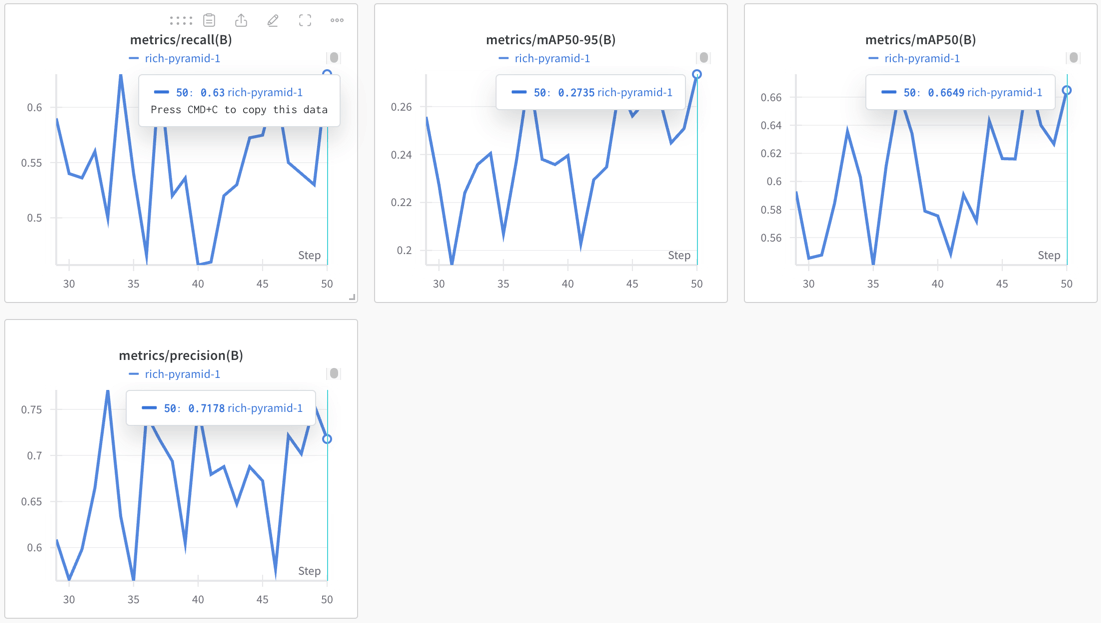 metrics/recall(B)
rich-pyramid-1
50: 0.63 rich-pyramid-1
Press CMD+C to copy this data
0.6
0.55
0.5
Step
30 35 40 45 50
metrics/mAP50-95(B)
rich-pyramid-1
50: 0.2735 rich-pyramid-1
0.26
0.24
0.22
0.2
Step
30 35 40 45 50
metrics/mAP50(B)
rich-pyramid-1
50: 0.6649 rich-pyramid-1
0.66
0.64
0.62
0.6
0.58
0.56
Step
30 35 40 45 50
metrics/precision(B)
rich-pyramid-1
50: 0.7178 rich-pyramid-1
0.75
0.7
0.65
0.6
Step
30 35 40 45 50